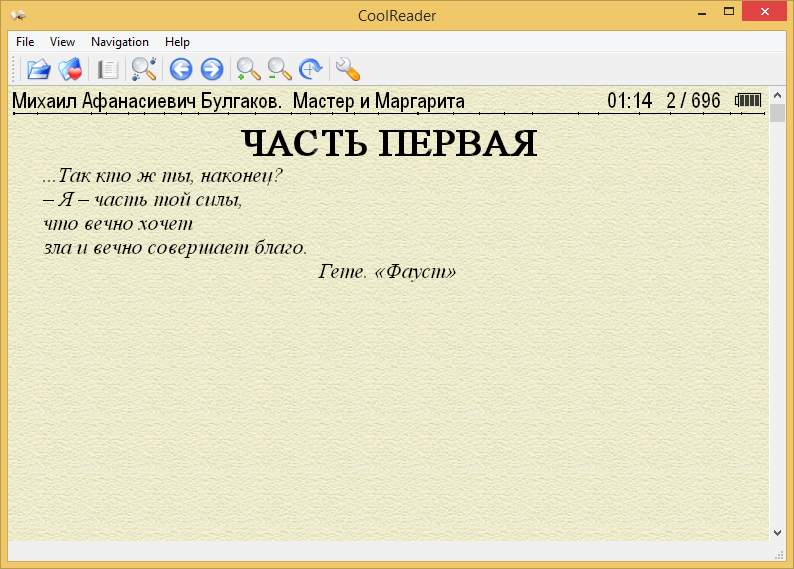 CoolReader
File View Navigation Help
Михаил Афанасиевич Булгаков. Мастер и Маргарита 01:14 2 / 696
ЧАСТЬ ПЕРВАЯ
...Так кто ж ты, наконец?
– Я – часть той силы,
что вечно хочет
зла и вечно совершает благо.
Гете. «Фауст»